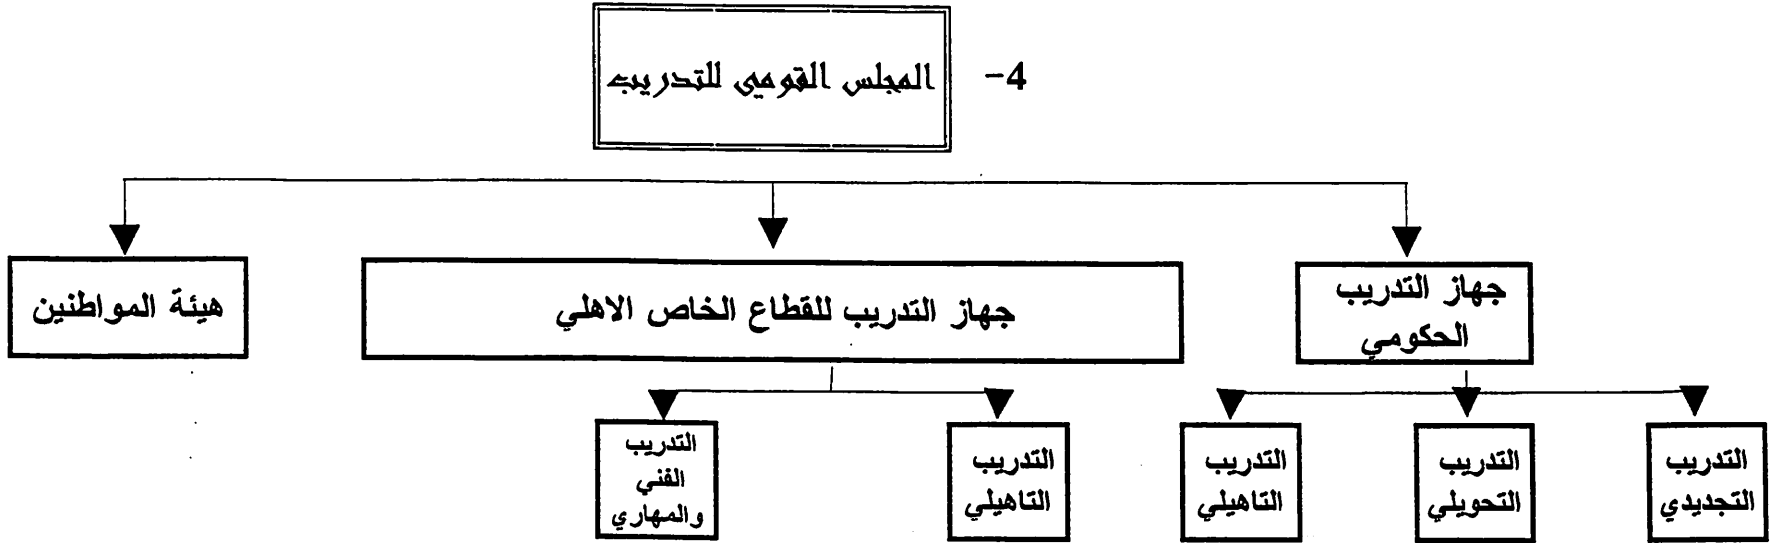 4- المجلس القومي للتدريب
جهاز التدريب
الحكومي
جهاز التدريب للقطاع الخاص الاهلي
هيئة المواطنين
التدريب
التجديدي
التدريب
التحويلي
التدريب
التاهيلي
التدريب
التاهيلي
التدريب
الفني
والمهاري